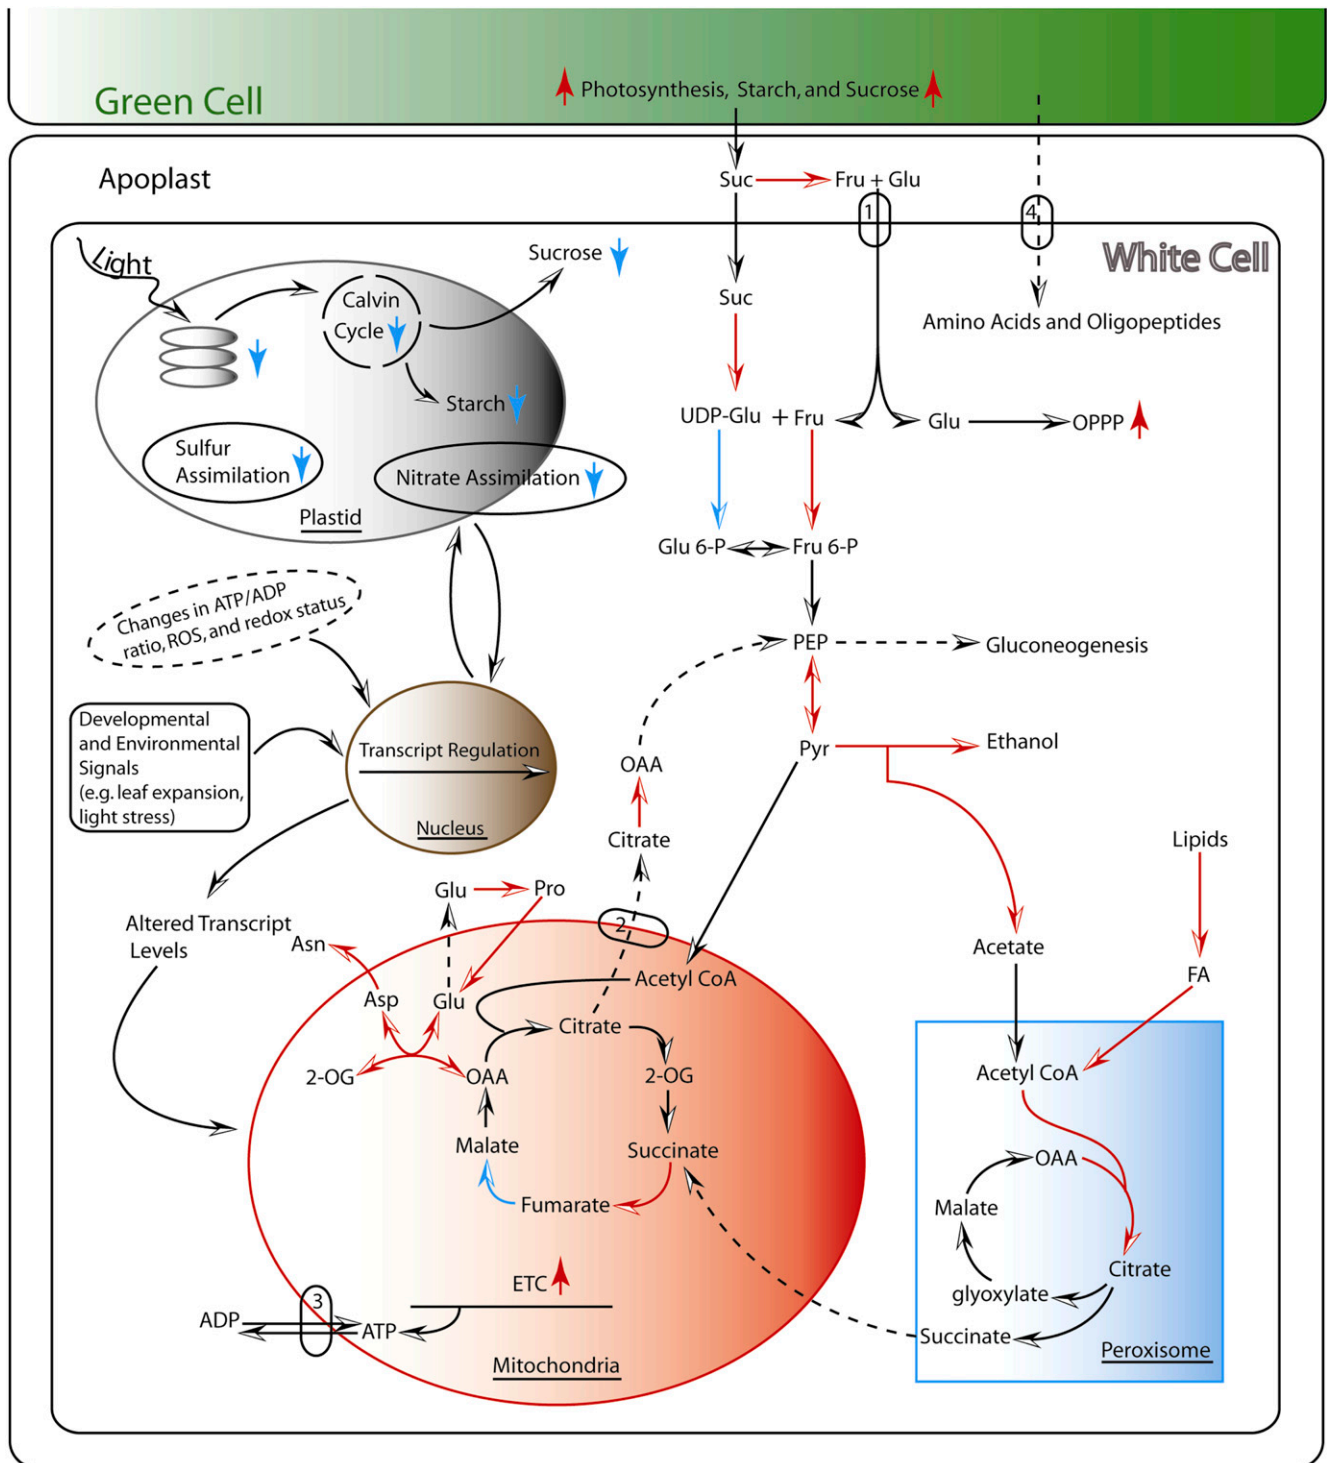 Photosynthesis, Starch, and Sucrose
Green Cell
Apoplast
Suc
Fru + Glu
1
4
White Cell
Light
Sucrose
Calvin
Cycle
Suc
Amino Acids and Oligopeptides
Starch
UDP-Glu + Fru
Glu
OPPP
Sulfur
Assimilation
Nitrate Assimilation
Plastid
Glu 6-P
Fru 6-P
Changes in ATP/ADP
ratio, ROS, and redox status
PEP
Gluconeogenesis
Developmental
and Environmental
Signals
(e.g. leaf expansion,
light stress)
Transcript Regulation
Nucleus
OAA
Pyr
Ethanol
Citrate
Lipids
Glu
Pro
Altered Transcript
Levels
Asn
2
Acetate
FA
Asp
Glu
Acetyl CoA
Citrate
2-OG
OAA
2-OG
Acetyl CoA
Malate
Succinate
OAA
Fumarate
Malate
Citrate
glyoxylate
Succinate
Peroxisome
ETC
3
ADP
ATP
Mitochondria